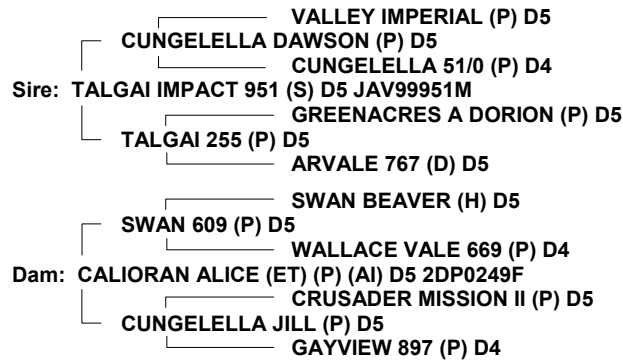 VALLEY IMPERIAL (P) D5
CUNGELELLA DAWSON (P) D5
CUNGELELLA 51/0 (P) D4
Sire: TALGAI IMPACT 951 (S) D5 JAV99951M
GREENACRES A DORION (P) D5
TALGAI 255 (P) D5
ARVALE 767 (D) D5
SWAN BEAVER (H) D5
SWAN 609 (P) D5
WALLACE VALE 669 (P) D4
Dam: CALIORAN ALICE (ET) (P) (AI) D5 2DP0249F
CRUSADER MISSION II (P) D5
CUNGELELLA JILL (P) D5
GAYVIEW 897 (P) D4